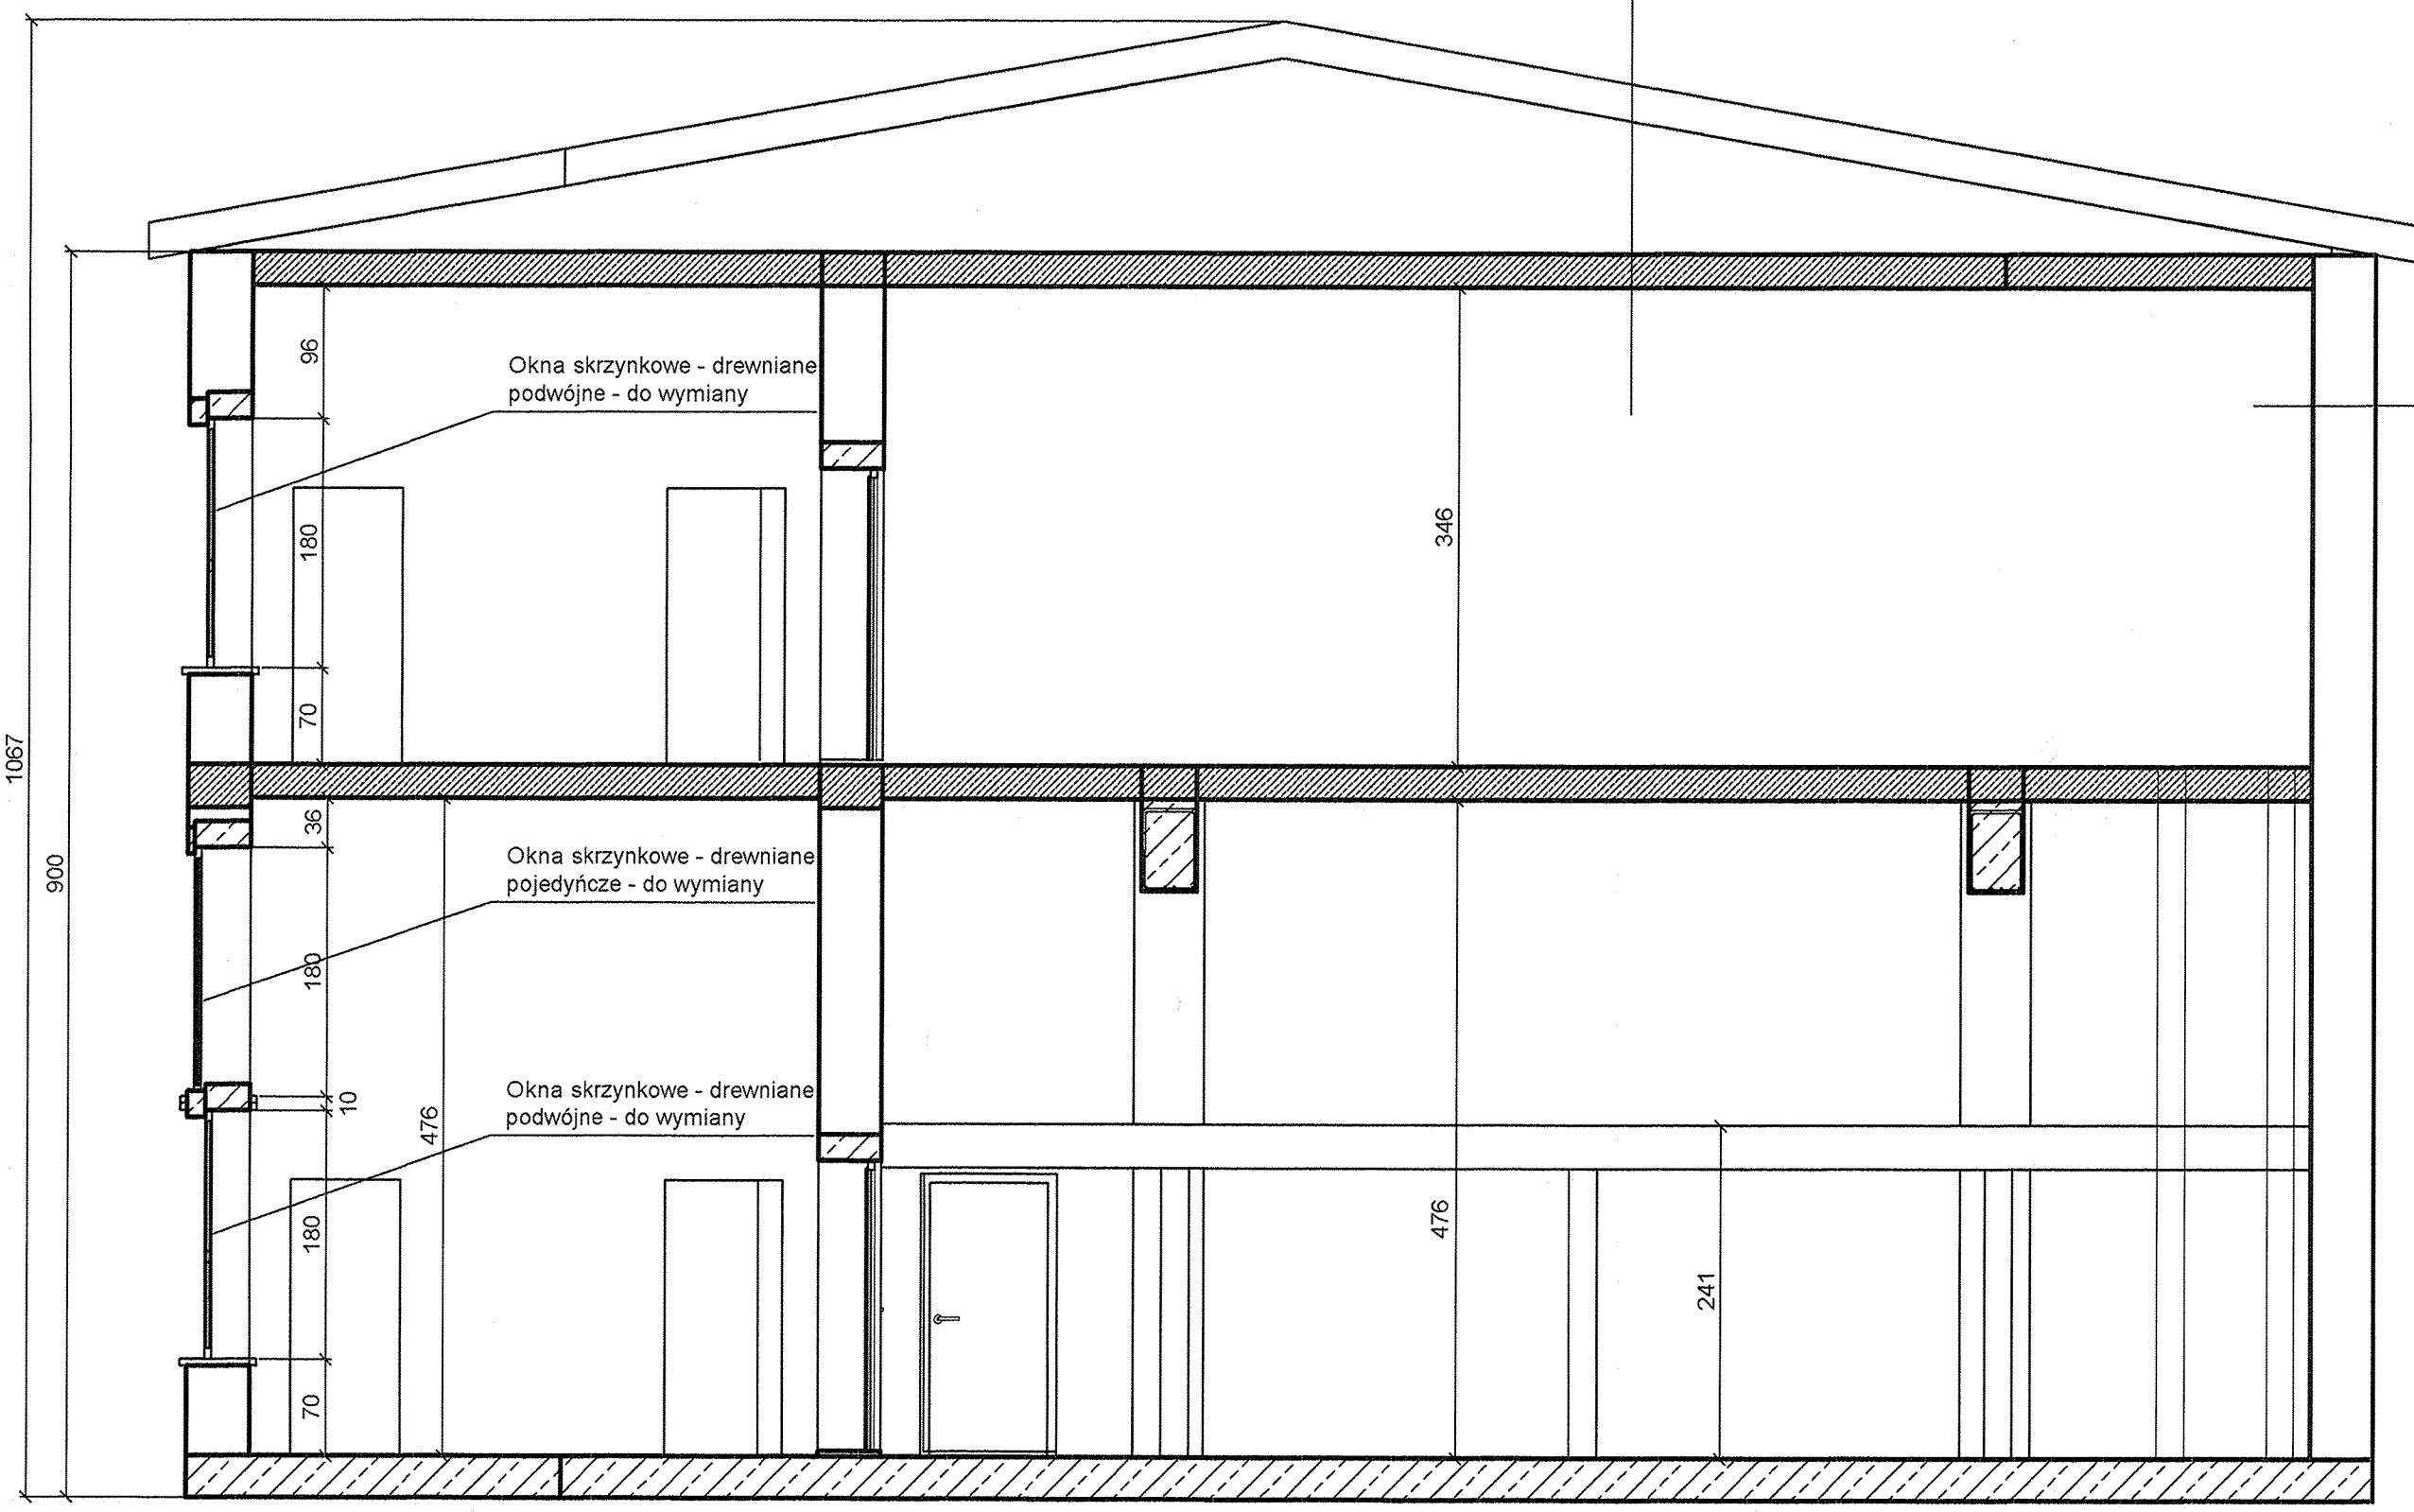 96
Okna skrzynkowe - drewniane
podwójne - do wymiany
180
346
70
1067
36
900
Okna skrzynkowe - drewniane
pojedyńcze - do wymiany
180
10
476
Okna skrzynkowe - drewniane
podwójne - do wymiany
180
476
241
70